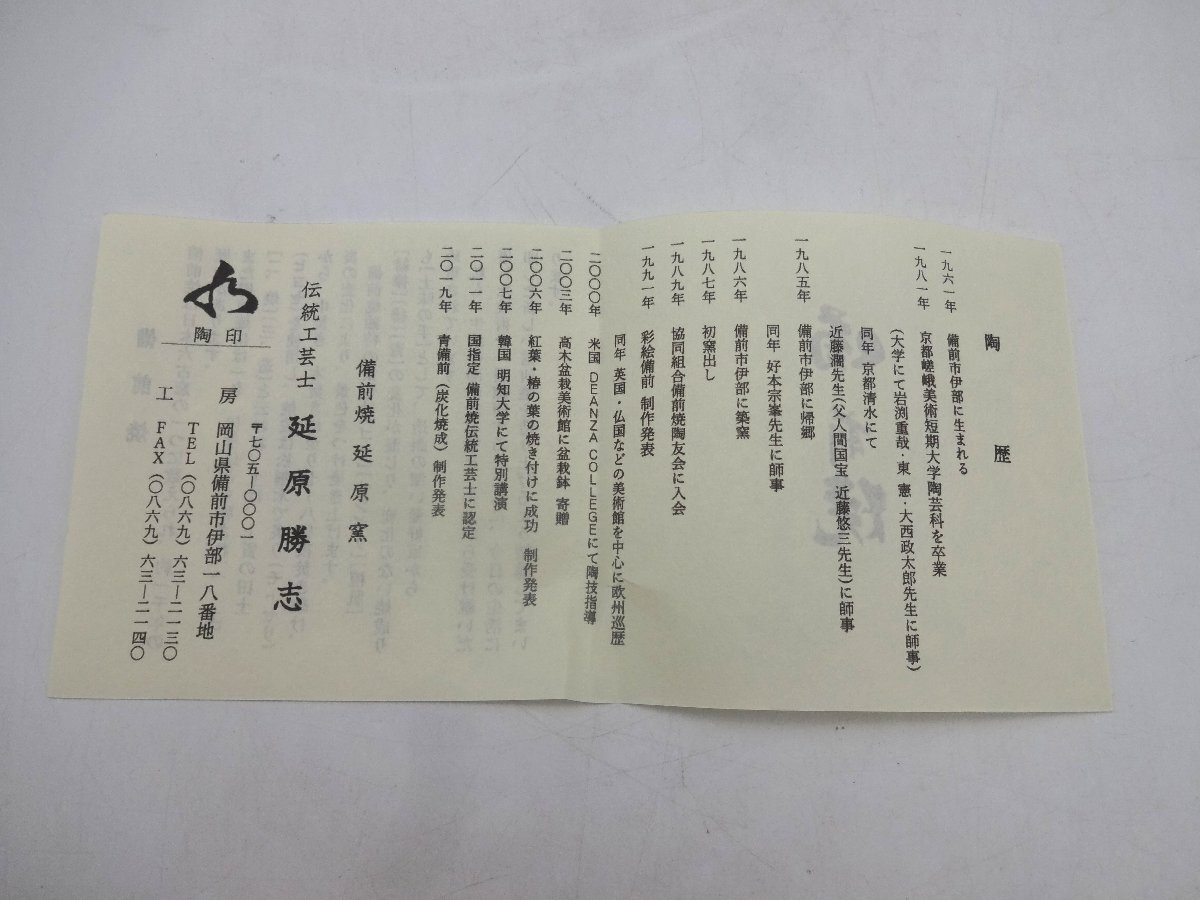 陶歴
一九六一年 備前市伊部に生まれる
一九八一年 京都嵯峨美術短期大学陶芸科を卒業
(大学にて岩渕重哉・東 憲・大西政太郎先生に師事)
同年 京都清水にて
近藤濶先生(父人間国宝 近藤悠三先生)に師事
一九八五年 備前市伊部に帰郷
同年 好本宗峯先生に師事
一九八六年 備前市伊部に築窯
一九八七年 初窯出し
一九八九年 協同組合備前焼陶友会に入会
一九九一年 彩絵備前 制作発表
同年 英国・仏国などの美術館を中心に欧州巡歴
二〇〇〇年 米国 DEANZA COLLEGEにて陶技指導
二〇〇三年 高木盆栽美術館に盆栽鉢 寄贈
二〇〇六年 紅葉・椿の葉の焼き付けに成功 制作発表
二〇〇七年 韓国 明知大学にて特別講演
二〇一一年 国指定 備前焼伝統工芸士に認定
二〇一九年 青備前(炭化焼成)制作発表
備前焼 延原窯
伝統工芸士 延原勝志
〒七〇五―〇〇〇一
工房 岡山県備前市伊部一八番地
TEL(〇八六九)六三―二一三〇
FAX(〇八六九)六三―二一四〇
陶印